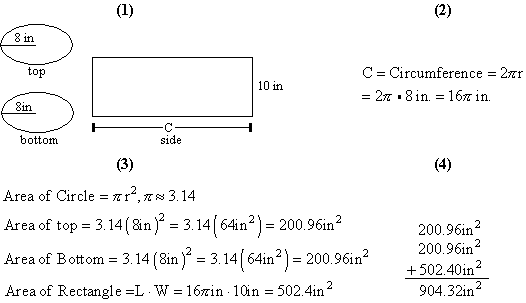 (1)
8 in
top
8in
bottom
10 in
C
side
(2)
C = Circumference = 2πr
= 2π ▪ 8 in. = 16π in.
(3)
Area of Circle = π r², π ≈ 3.14
Area of top = 3.14(8in)² = 3.14(64in²) = 200.96in²
Area of Bottom = 3.14(8in)² = 3.14(64in²) = 200.96in²
Area of Rectangle =L · W = 16πin · 10in = 502.4in²
(4)
200.96in²
200.96in²
+502.40in²
904.32in²